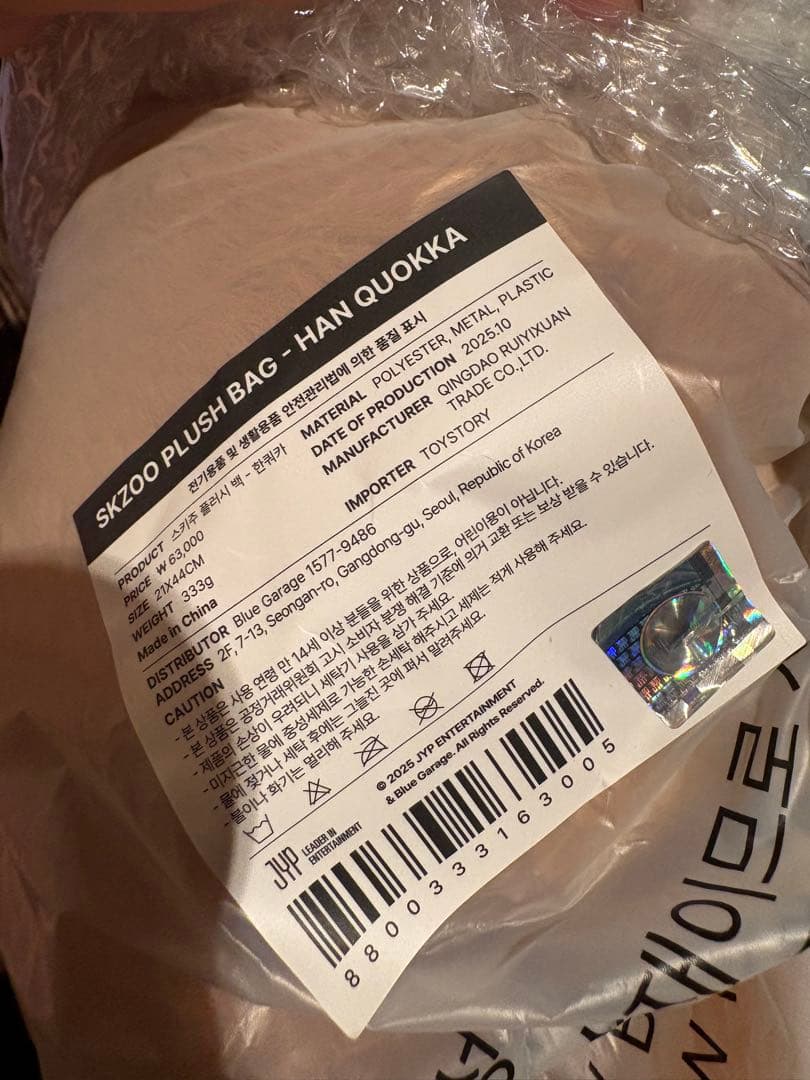 SKZOO PLUSH BAG - HAN QUOKKA
전기용품 및 생활용품 안전관리법에 의한 품질 표시
PRODUCT 스키주 플러시 백 - 한쿼카
PRICE ₩ 63,000
SIZE 21X44CM
WEIGHT 333g
Made in China
MATERIAL POLYESTER, METAL, PLASTIC
DATE OF PRODUCTION 2025.10
MANUFACTURER QINGDAO RUIYIXUAN
TRADE CO.,LTD.
IMPORTER TOYSTORY
DISTRIBUTOR Blue Garage 1577-9486
ADDRESS 2F, 7-13, Seongan-ro, Gangdong-gu, Seoul, Republic of Korea
CAUTION
- 본 상품은 사용 연령 만 14세 이상 분들을 위한 상품으로, 어린이용이 아닙니다.
- 본 상품은 공정거래위원회 고시 소비자 분쟁 해결 기준에 의거 교환 또는 보상 받을 수 있습니다.
- 제품의 손상이 우려되니 세탁기 사용을 삼가 주세요.
- 미지근한 물에 중성세제로 가능한 손세탁 해주시고 세제는 적게 사용해 주세요.
- 물에 젖거나 세탁 후에는 그늘진 곳에 펴서 말려주세요.
- 불이나 화기는 멀리해 주세요.
© 2025 JYP ENTERTAINMENT
& Blue Garage. All Rights Reserved.
JYP LEADER IN
ENTERTAINMENT
8800333163005